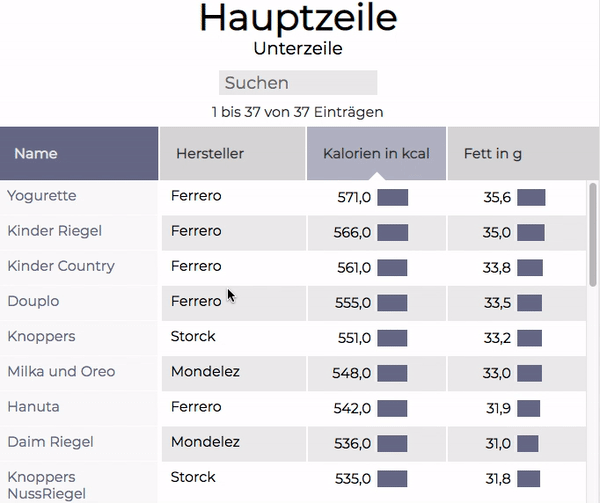 Hauptzeile
Unterzeile
Suchen
1 bis 37 von 37 Einträgen
Name Hersteller Kalorien in kcal Fett in g
Yogurette Ferrero 571,0 35,6
Kinder Riegel Ferrero 566,0 35,0
Kinder Country Ferrero 561,0 33,8
Douplo Ferrero 555,0 33,5
Knoppers Storck 551,0 33,2
Milka und Oreo Mondelez 548,0 33,0
Hanuta Ferrero 542,0 31,9
Daim Riegel Mondelez 536,0 31,0
Knoppers Storck 535,0 31,8
NussRiegel